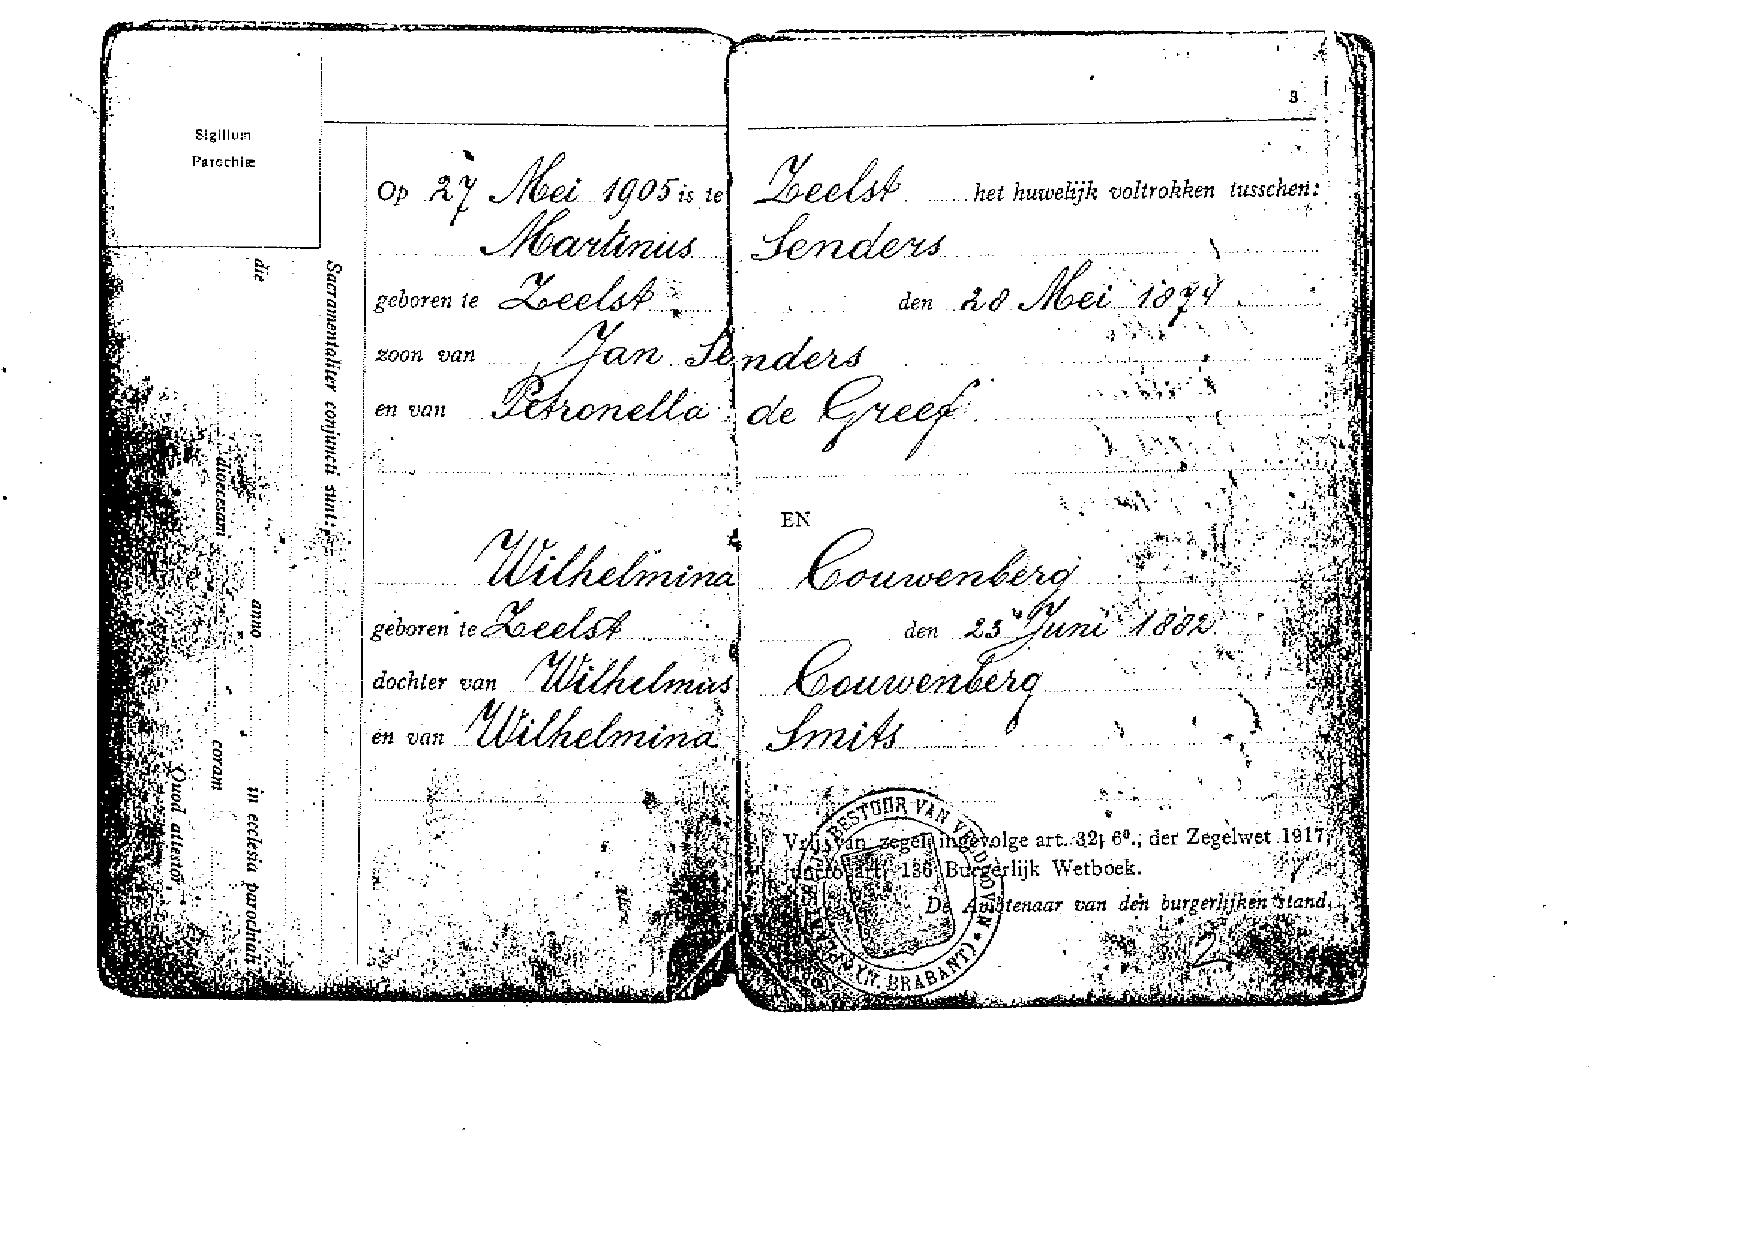 Sigillum
Parochiæ
3
Op 27 Mei 1905 is te Zeelst het huwelijk voltrokken tusschen:
Martinus Senders
geboren te Zeelst den 28 Mei 1874
zoon van Jan Senders
en van Petronella de Greef
EN
Wilhelmina Couwenberg
geboren te Zeelst den 23 Juni 1882
dochter van Wilhelmus Couwenberg
en van Wilhelmina Smits
Vrij van zegel ingevolge art. 32, 6°., der Zegelwet 1917,
juncto art. 136 Burgerlijk Wetboek.
De Ambtenaar van den burgerlijken stand,
2
BESTUUR VAN VELDHOVEN (N. BRABANT)
Sacramentaliter conjuncti sunt:
die anno in ecclesia parochiali
dioecesan coram
Quod attestor,